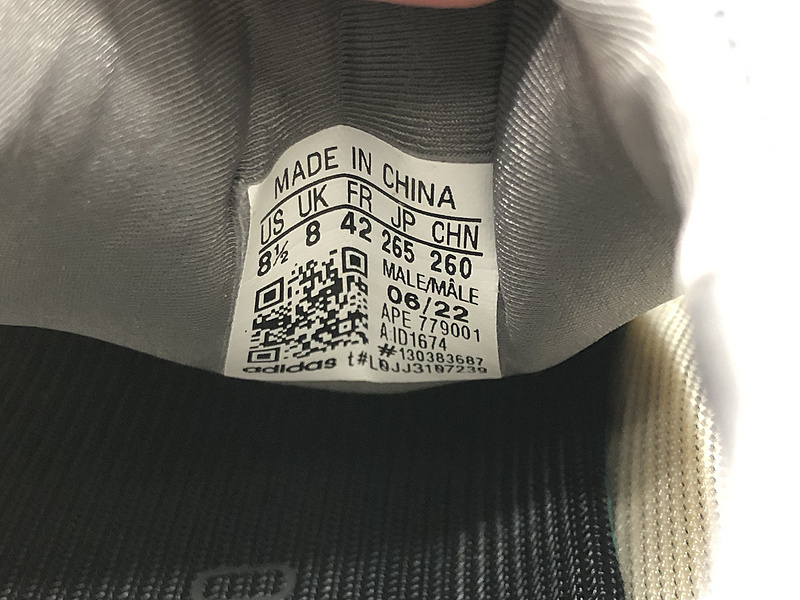 MADE IN CHINA
US UK FR JP CHN
8½ 8 42 265 260
MALE/MÂLE
06/22
APE 779001
A.ID1674
#130383687
adidas t#L0JJ3107239